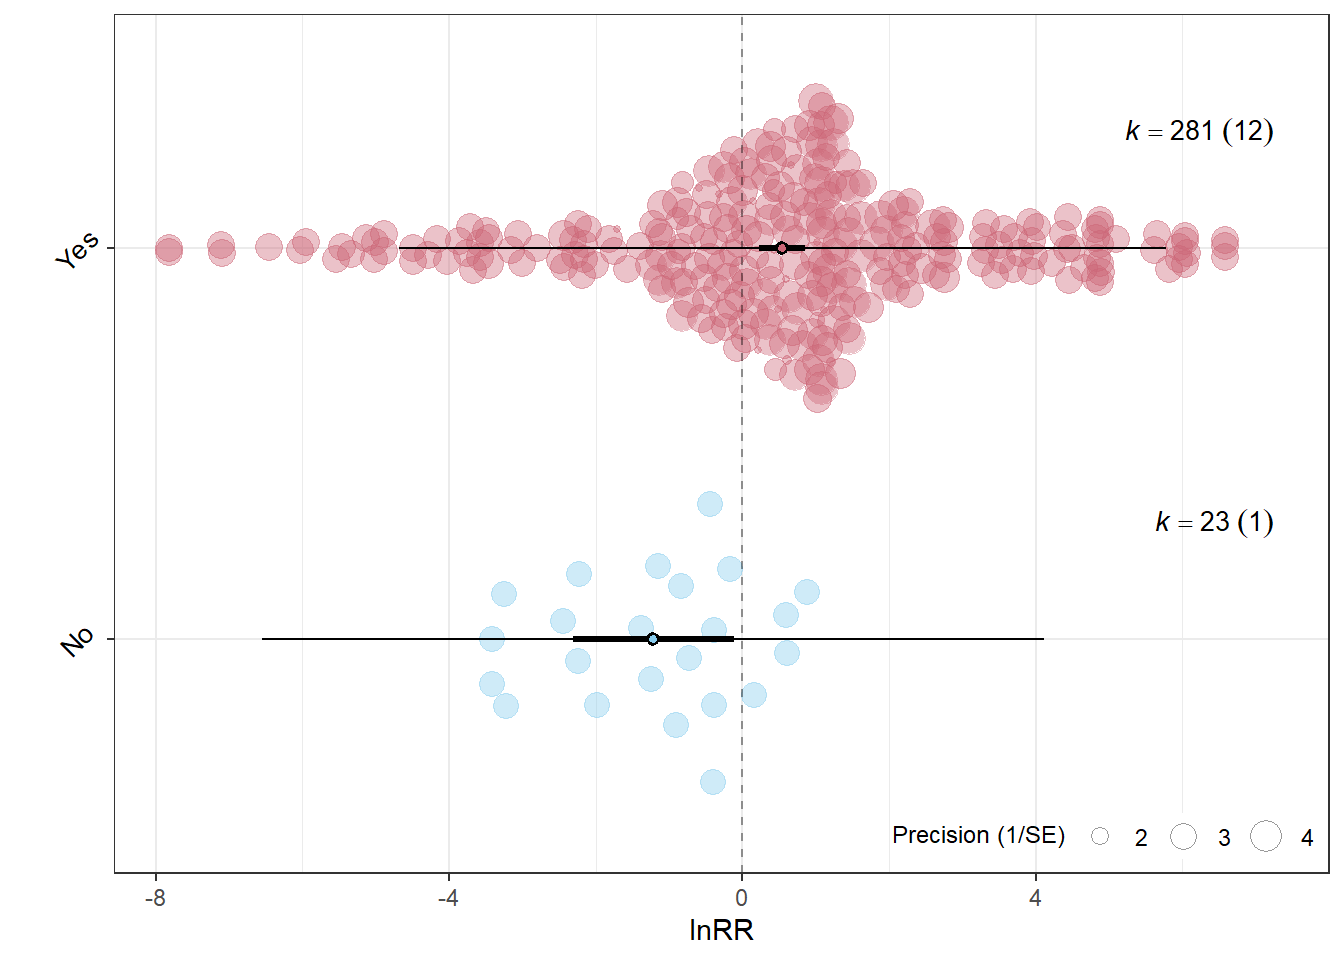 k = 281 (12)
Yes
k = 23 (1)
No
Precision (1/SE) 2 3 4
-8 -4 0 4
lnRR